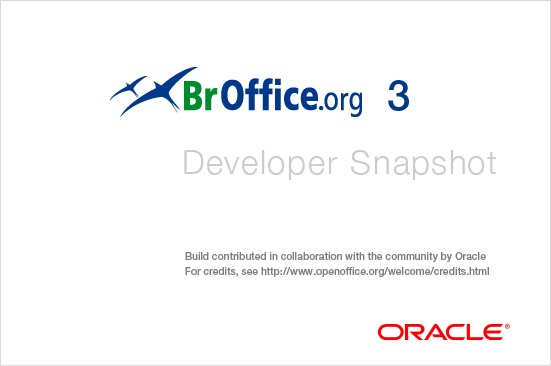 BrOffice.org 3
Developer Snapshot
Build contributed in collaboration with the community by Oracle
For credits, see http://www.openoffice.org/welcome/credits.html
ORACLE®